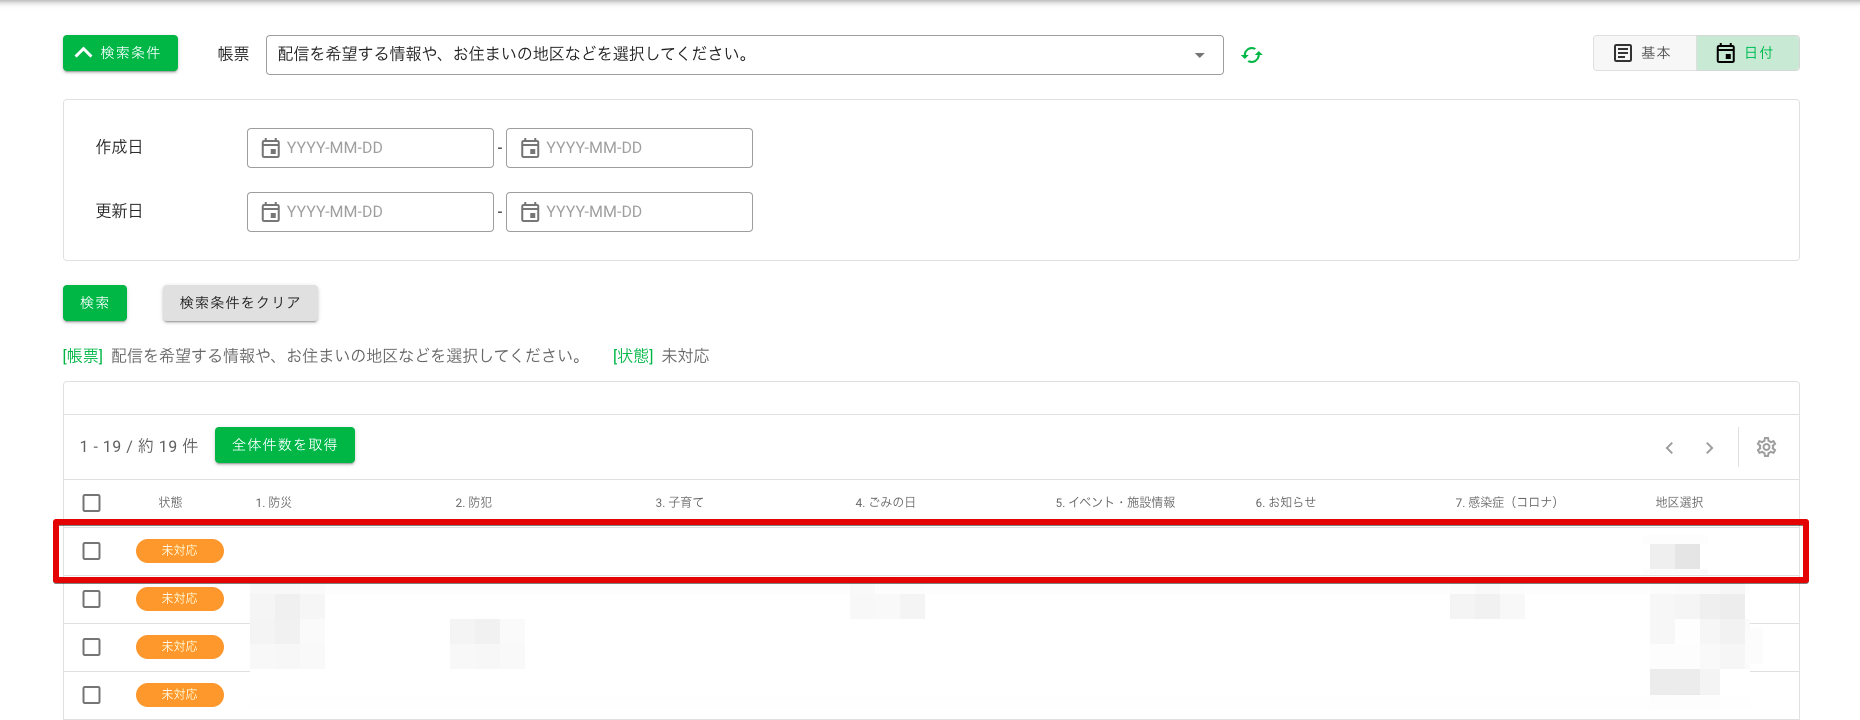 検索条件 帳票 配信を希望する情報や、お住まいの地区などを選択してください。 基本 日付
作成日 YYYY-MM-DD - YYYY-MM-DD
更新日 YYYY-MM-DD - YYYY-MM-DD
検索 検索条件をクリア
[帳票] 配信を希望する情報や、お住まいの地区などを選択してください。 [状態] 未対応
1 - 19 / 約 19 件 全体件数を取得
状態 1. 防災 2. 防犯 3. 子育て 4. ごみの日 5. イベント・施設情報 6. お知らせ 7. 感染症（コロナ） 地区選択
未対応
未対応
未対応
未対応